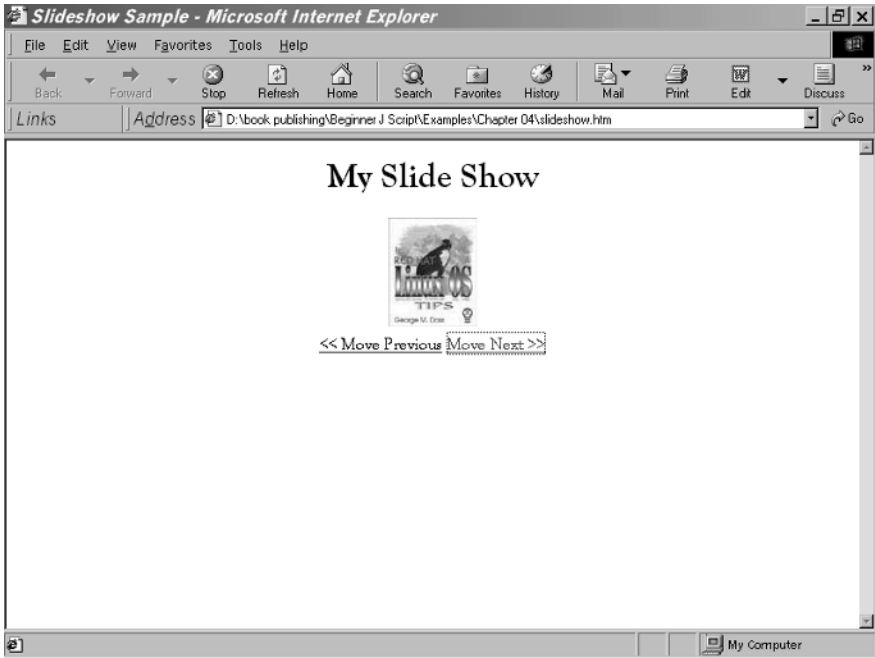 Slideshow Sample - Microsoft Internet Explorer
File Edit View Favorites Tools Help
Back Forward Stop Refresh Home Search Favorites History Mail Print Edit Discuss »
Links Address D:\book publishing\Beginner J Script\Examples\Chapter 04\slideshow.htm Go
My Slide Show
RED HAT
Linux OS
TIPS
George M. Doss
<< Move Previous Move Next >>
My Computer